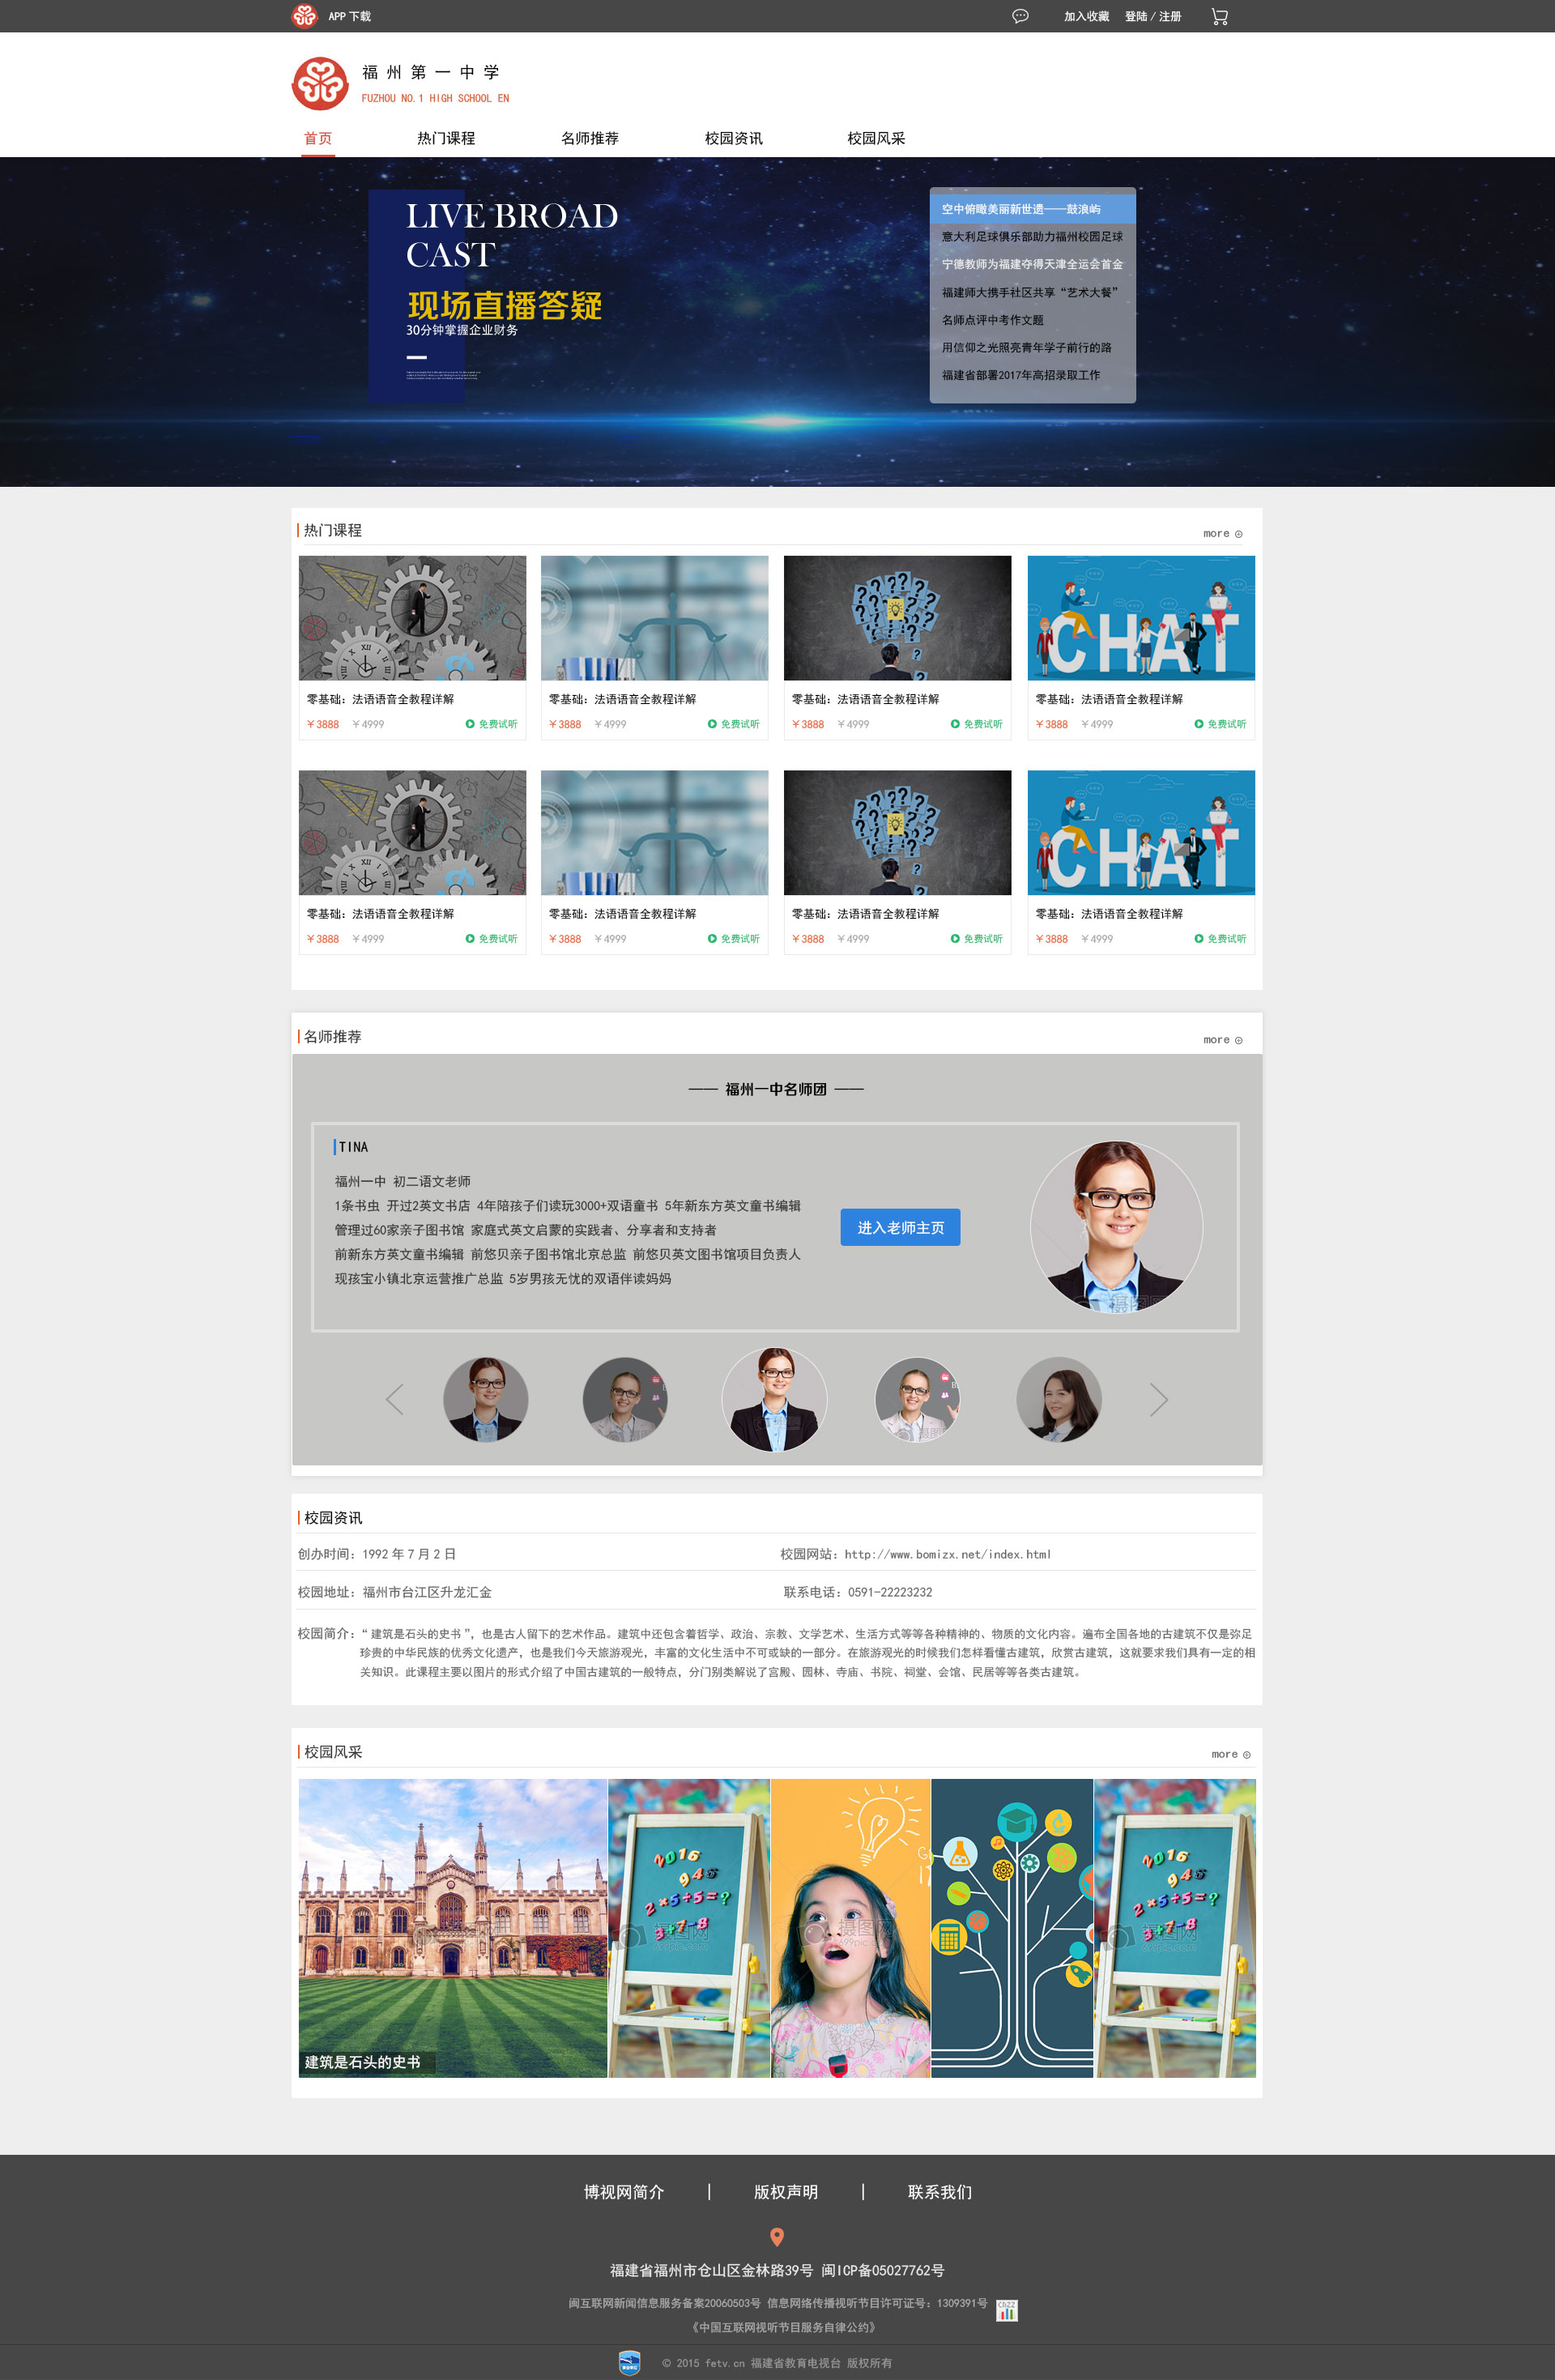 APP 下载
加入收藏 登陆 / 注册
福 州 第 一 中 学
FUZHOU NO.1 HIGH SCHOOL EN
首页 热门课程 名师推荐 校园资讯 校园风采
LIVE BROAD
CAST
现场直播答疑
30分钟掌握企业财务
空中俯瞰美丽新世遗——鼓浪屿
意大利足球俱乐部助力福州校园足球
宁德教师为福建夺得天津全运会首金
福建师大携手社区共享“艺术大餐”
名师点评中考作文题
用信仰之光照亮青年学子前行的路
福建省部署2017年高招录取工作
热门课程 more
CHAT
零基础: 法语语音全教程详解 零基础: 法语语音全教程详解 零基础: 法语语音全教程详解 零基础: 法语语音全教程详解
￥3888 ￥4999 免费试听 ￥3888 ￥4999 免费试听 ￥3888 ￥4999 免费试听 ￥3888 ￥4999 免费试听
CHAT
零基础: 法语语音全教程详解 零基础: 法语语音全教程详解 零基础: 法语语音全教程详解 零基础: 法语语音全教程详解
￥3888 ￥4999 免费试听 ￥3888 ￥4999 免费试听 ￥3888 ￥4999 免费试听 ￥3888 ￥4999 免费试听
名师推荐 more
—— 福州一中名师团 ——
TINA
福州一中 初二语文老师
1条书虫 开过2英文书店 4年陪孩子们读玩3000+双语童书 5年新东方英文童书编辑
管理过60家亲子图书馆 家庭式英文启蒙的实践者、分享者和支持者
前新东方英文童书编辑 前悠贝亲子图书馆北京总监 前悠贝英文图书馆项目负责人
现孩宝小镇北京运营推广总监 5岁男孩无忧的双语伴读妈妈
进入老师主页
摄图网
校园资讯
创办时间: 1992 年 7 月 2 日 校园网站: http://www.bomizx.net/index.html
校园地址: 福州市台江区升龙汇金 联系电话: 0591-22223232
校园简介: “ 建筑是石头的史书 ”, 也是古人留下的艺术作品。建筑中还包含着哲学、政治、宗教、文学艺术、生活方式等等各种精神的、物质的文化内容。遍布全国各地的古建筑不仅是弥足
珍贵的中华民族的优秀文化遗产, 也是我们今天旅游观光, 丰富的文化生活中不可或缺的一部分。在旅游观光的时候我们怎样看懂古建筑, 欣赏古建筑, 这就要求我们具有一定的相
关知识。此课程主要以图片的形式介绍了中国古建筑的一般特点, 分门别类解说了宫殿、园林、寺庙、书院、祠堂、会馆、民居等等各类古建筑。
校园风采 more
2016
945
2×5+5=?
3+7-8
摄图网
摄图网
2016
945
2×5+5=?
3+7-8
摄图网
建筑是石头的史书
博视网简介 | 版权声明 | 联系我们
福建省福州市仓山区金林路39号 闽ICP备05027762号
闽互联网新闻信息服务备案20060503号 信息网络传播视听节目许可证号: 1309391号
CNZZ
《中国互联网视听节目服务自律公约》
© 2015 fetv.cn 福建省教育电视台 版权所有